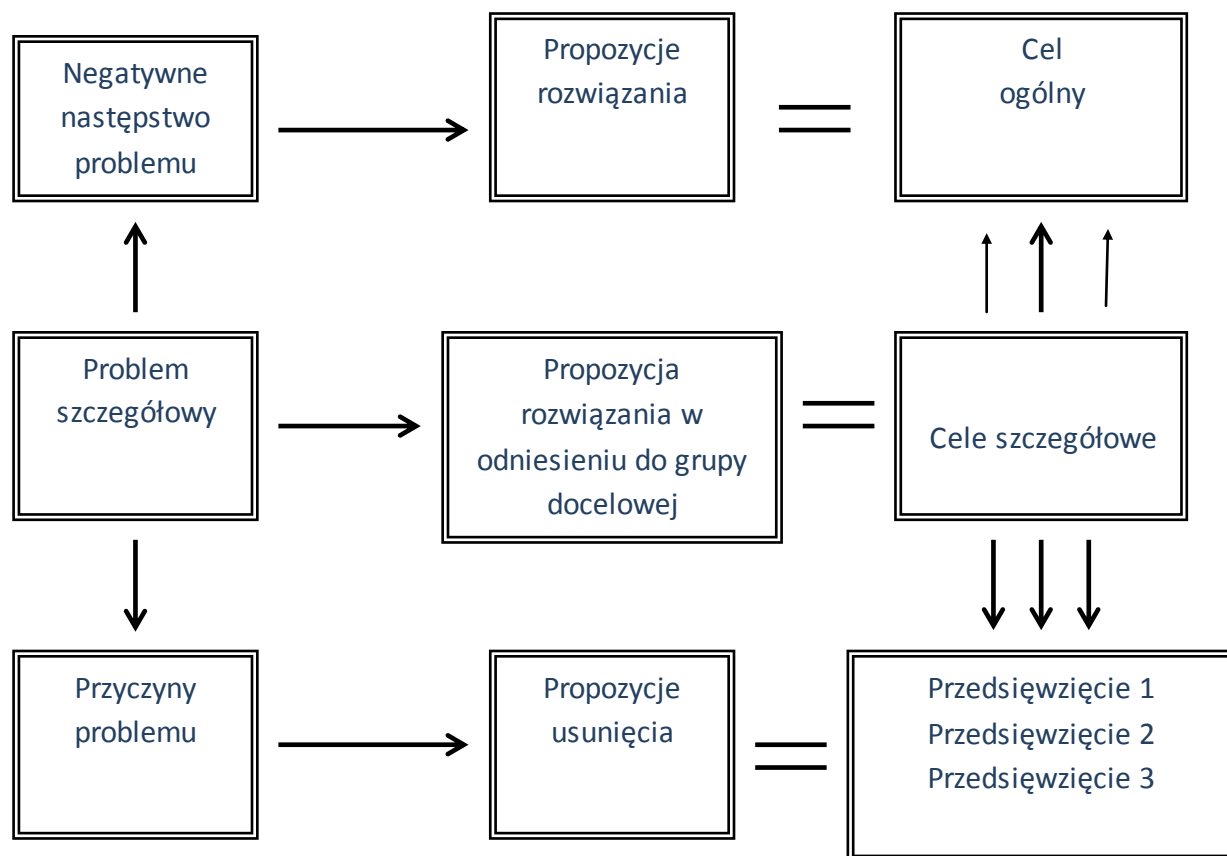 Negatywne
następstwo
problemu
Propozycje
rozwiązania
Cel
ogólny
Problem
szczegółowy
Propozycja
rozwiązania w
odniesieniu do grupy
docelowej
Cele szczegółowe
Przyczyny
problemu
Propozycje
usunięcia
Przedsięwzięcie 1
Przedsięwzięcie 2
Przedsięwzięcie 3